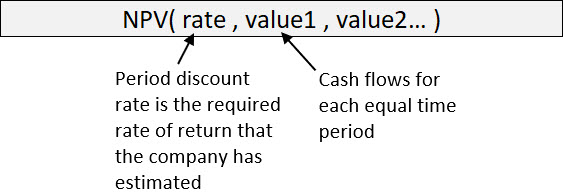 NPV( rate , value1 , value2… )
Period discount
rate is the required
rate of return that
the company has
estimated
Cash flows for
each equal time
period